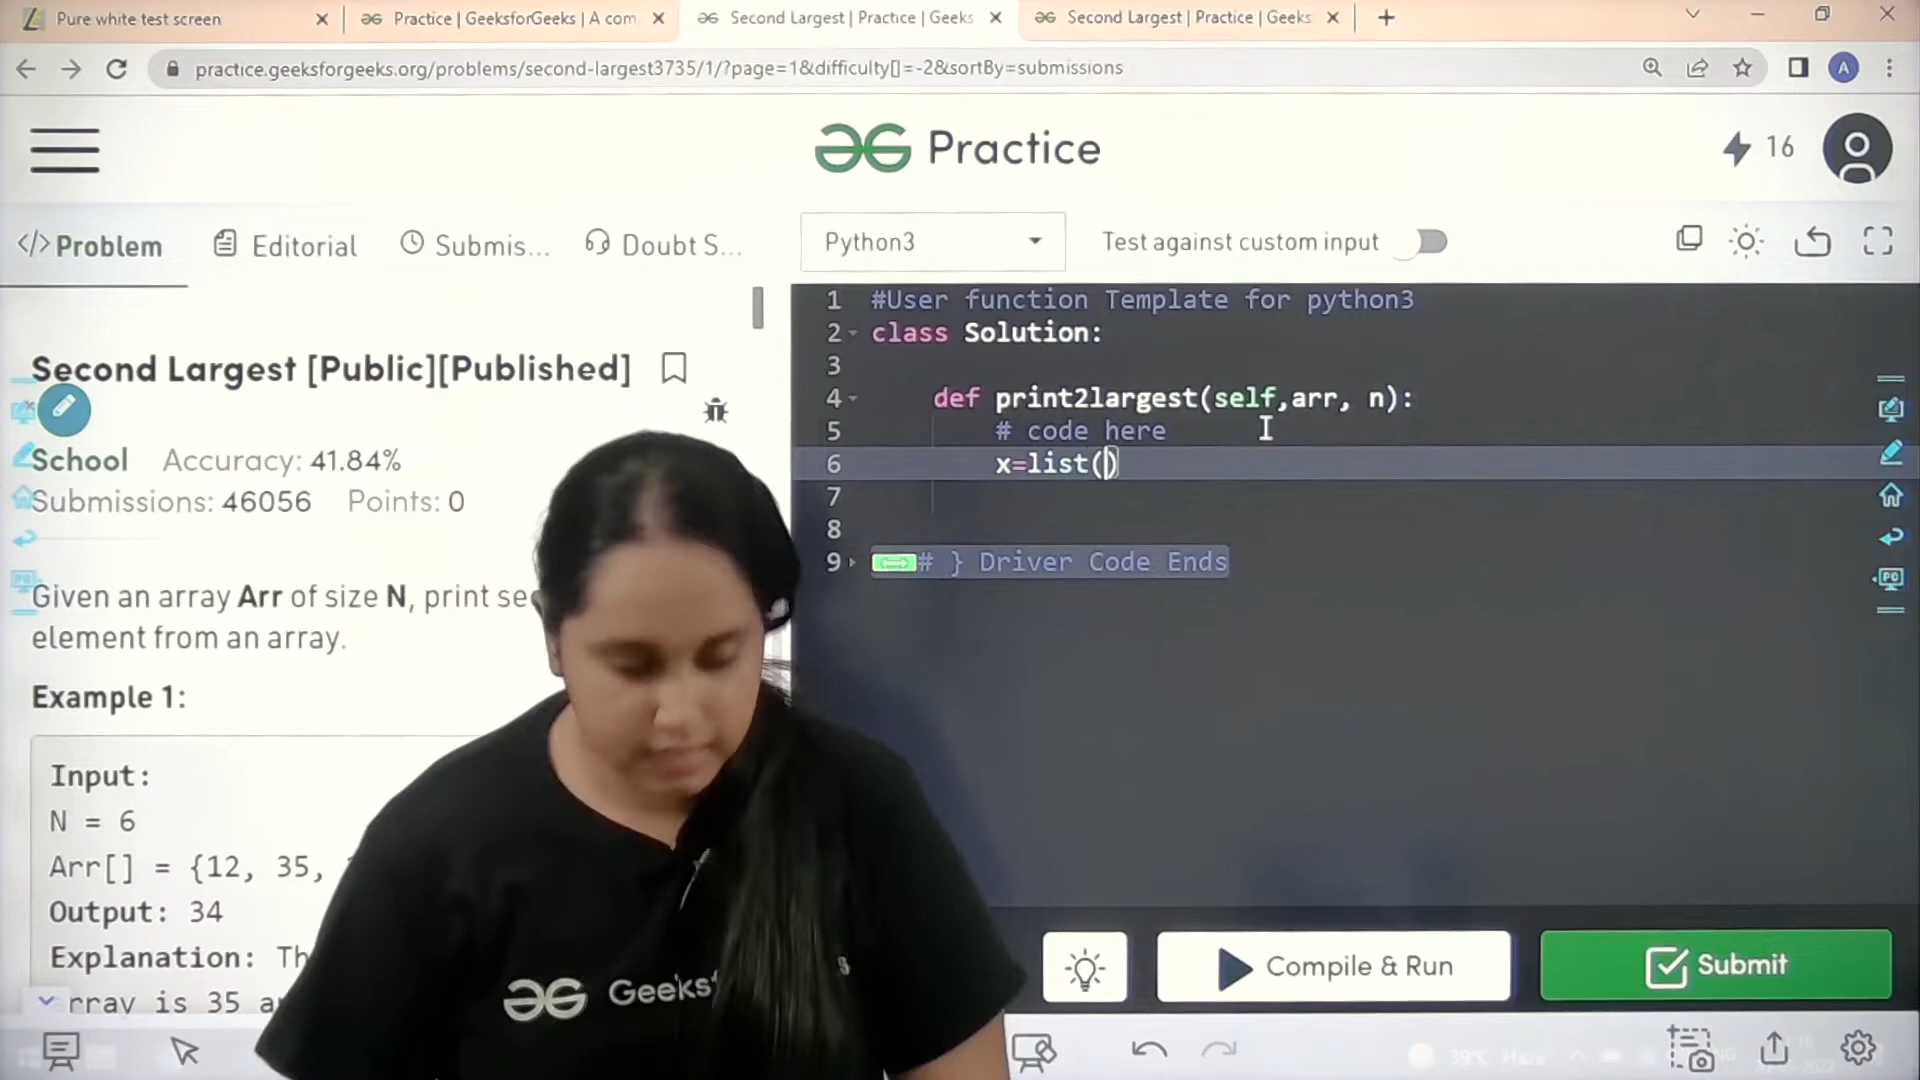 Pure white test screen
Practice | GeeksforGeeks | A com
Second Largest | Practice | Geeks
Second Largest | Practice | Geeks
practice.geeksforgeeks.org/problems/second-largest3735/1/?page=1&difficulty[]=-2&sortBy=submissions
A
Practice
16
</> Problem
Editorial
Submis...
Doubt S...
Python3
Test against custom input
Second Largest [Public][Published]
School Accuracy: 41.84%
Submissions: 46056 Points: 0
Given an array Arr of size N, print se
element from an array.
Example 1:
Input:
N = 6
Arr[] = {12, 35,
Output: 34
Explanation: Th
rray is 35 a
1 #User function Template for python3
2 class Solution:
3
4 def print2largest(self,arr, n):
5 # code here
6 x=list()
7
8
9 # } Driver Code Ends
Compile & Run
Submit
Geeksf
39°C Haze